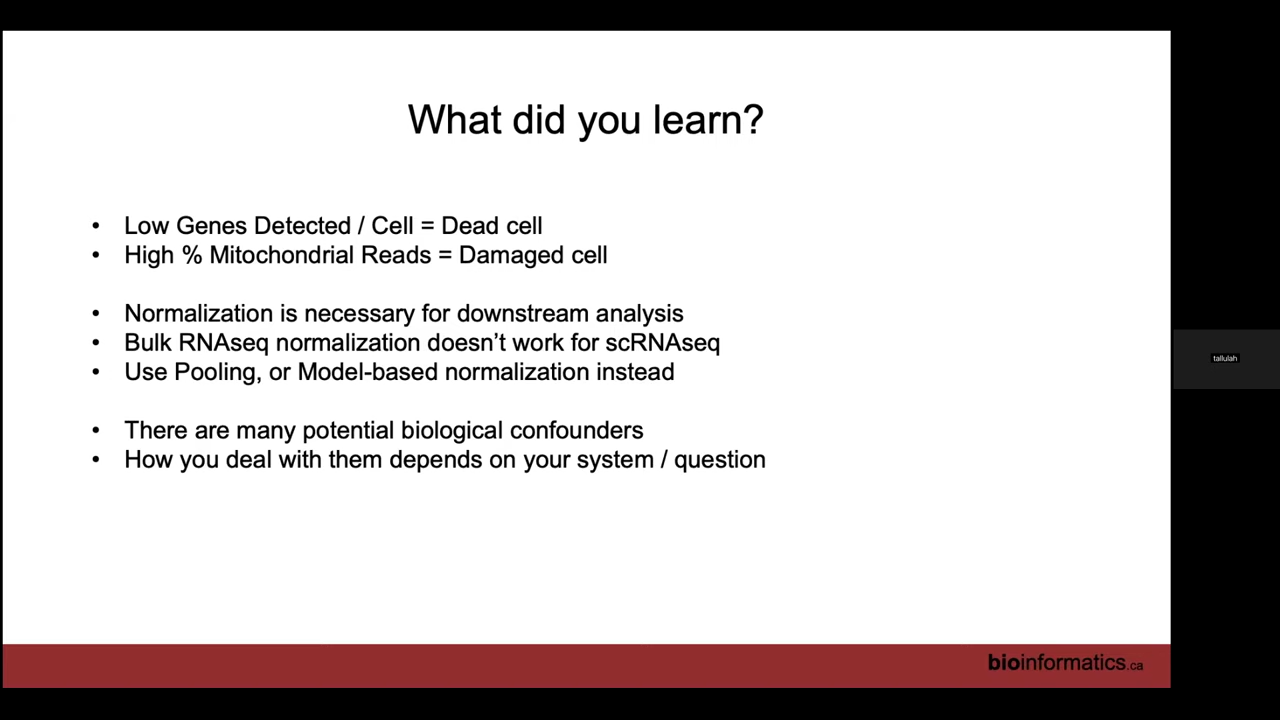 What did you learn?
• Low Genes Detected / Cell = Dead cell
• High % Mitochondrial Reads = Damaged cell
• Normalization is necessary for downstream analysis
• Bulk RNAseq normalization doesn’t work for scRNAseq
• Use Pooling, or Model-based normalization instead
• There are many potential biological confounders
• How you deal with them depends on your system / question
tallulah
bioinformatics.ca